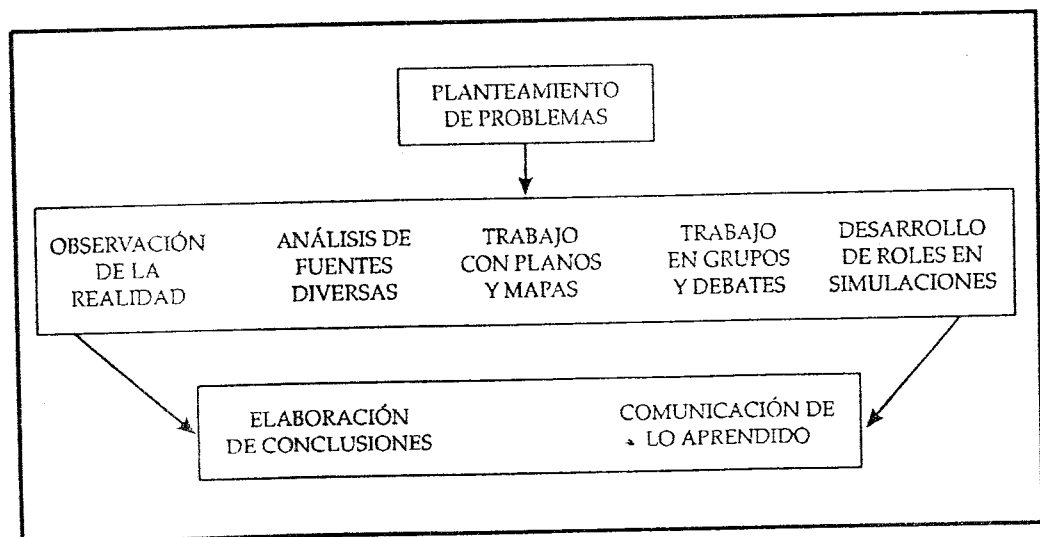 PLANTEAMIENTO
DE PROBLEMAS
OBSERVACIÓN
DE LA
REALIDAD
ANÁLISIS DE
FUENTES
DIVERSAS
TRABAJO
CON PLANOS
Y MAPAS
TRABAJO
EN GRUPOS
Y DEBATES
DESARROLLO
DE ROLES EN
SIMULACIONES
ELABORACIÓN
DE CONCLUSIONES
COMUNICACIÓN DE
LO APRENDIDO